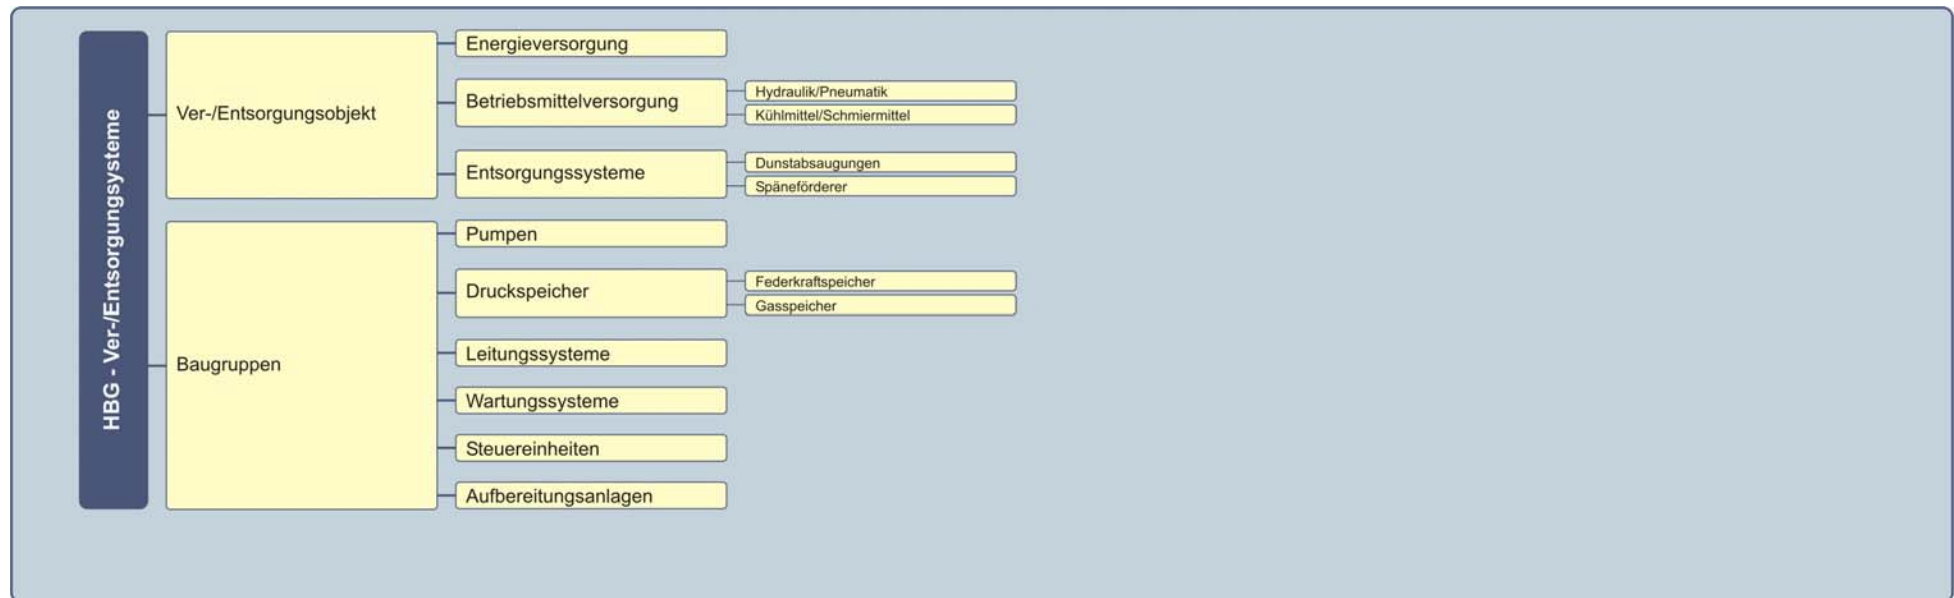 HBG - Ver-/Entsorgungsysteme
Ver-/Entsorgungsobjekt
Energieversorgung
Betriebsmittelversorgung
Hydraulik/Pneumatik
Kühlmittel/Schmiermittel
Entsorgungssysteme
Dunstabsaugungen
Späneförderer
Baugruppen
Pumpen
Druckspeicher
Federkraftspeicher
Gasspeicher
Leitungssysteme
Wartungssysteme
Steuereinheiten
Aufbereitungsanlagen